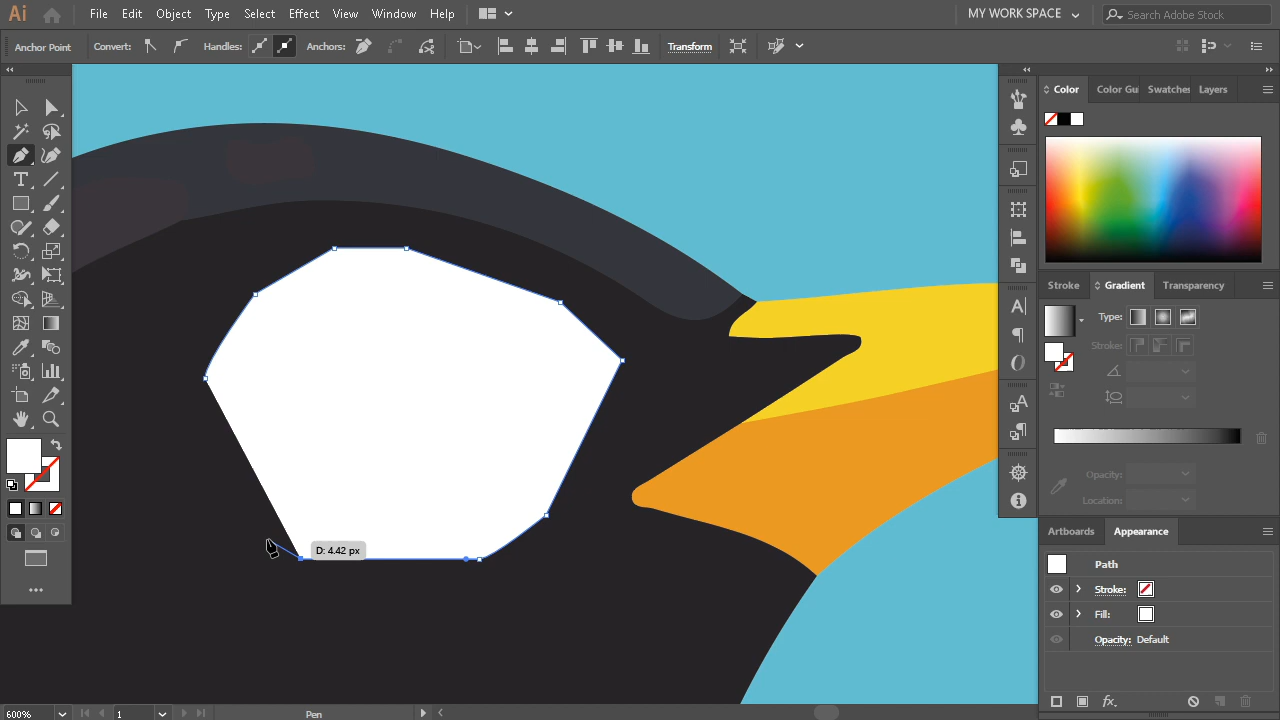 Ai File Edit Object Type Select Effect View Window Help MY WORK SPACE Search Adobe Stock
Anchor Point Convert: Handles: Anchors: Transform
Color Color Gu Swatches Layers
Stroke Gradient Transparency
Type:
Stroke:
Opacity:
Location:
D: 4.42 px
Artboards Appearance
Path
Stroke:
Fill:
Opacity: Default
fx
600% 1 Pen